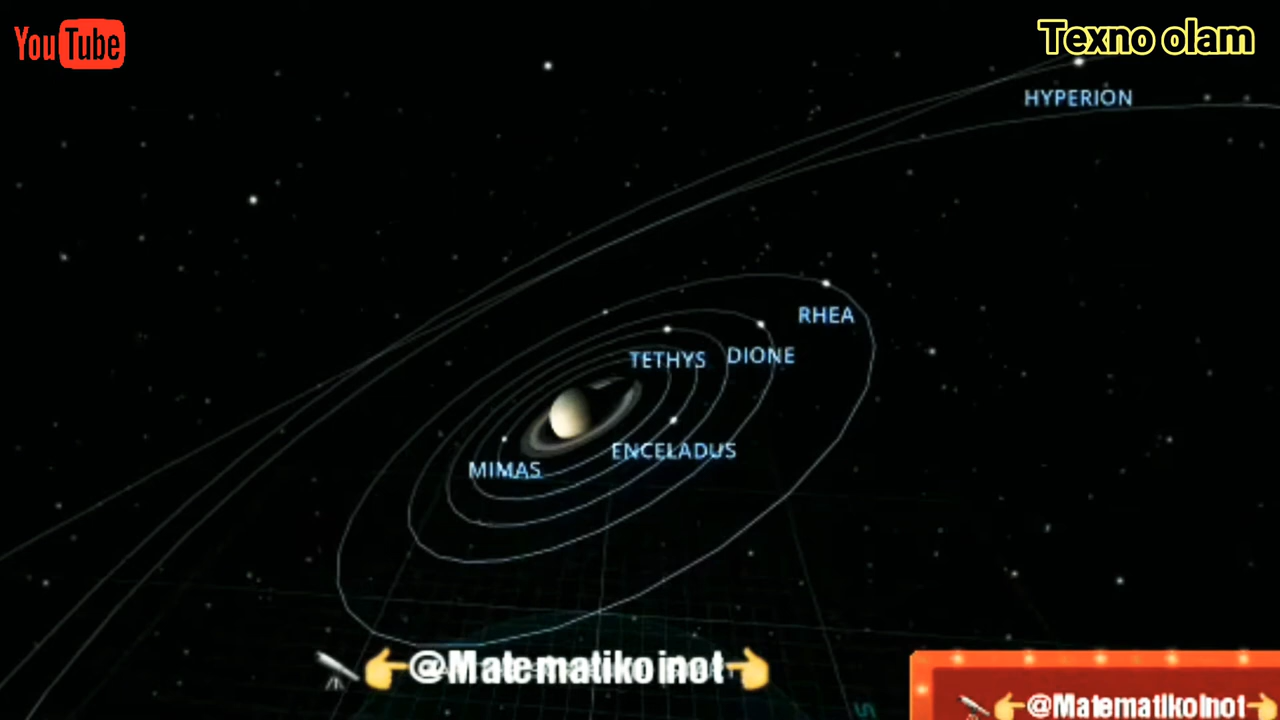 YouTube
Texno olam
HYPERION
RHEA
TETHYS
DIONE
ENCELADUS
MIMAS
@Matematikoinot
@MatematikoInot